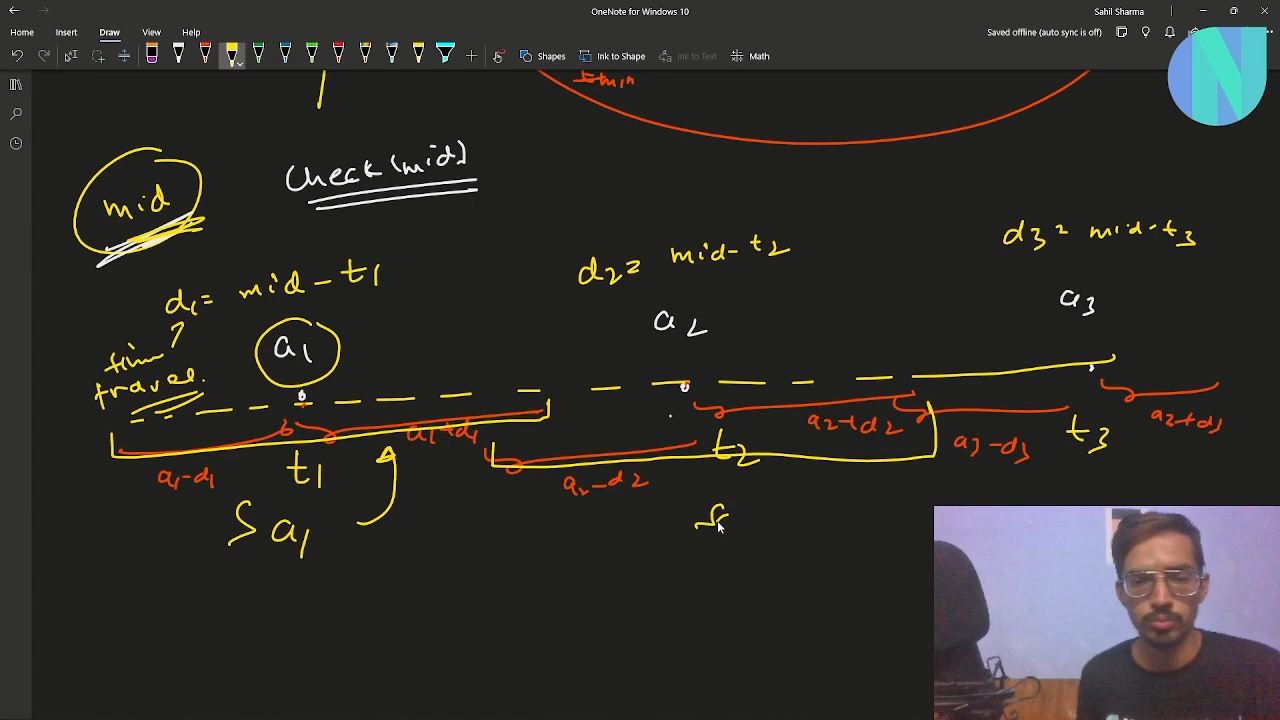 OneNote for Windows 10
Sahil Sharma
Home Insert Draw View Help
Saved offline (auto sync is off)
Shapes Ink to Shape Ink to Text Math
tmin
mid
Check(mid)
d1= mid-t1
d2= mid-t2
d3= mid-t3
time
travel.
a1
a2
a3
a1-d1
a1+d1
a2-d2
a2+d2
a3-d3
a3+d3
t1
t2
t3
S a1
S